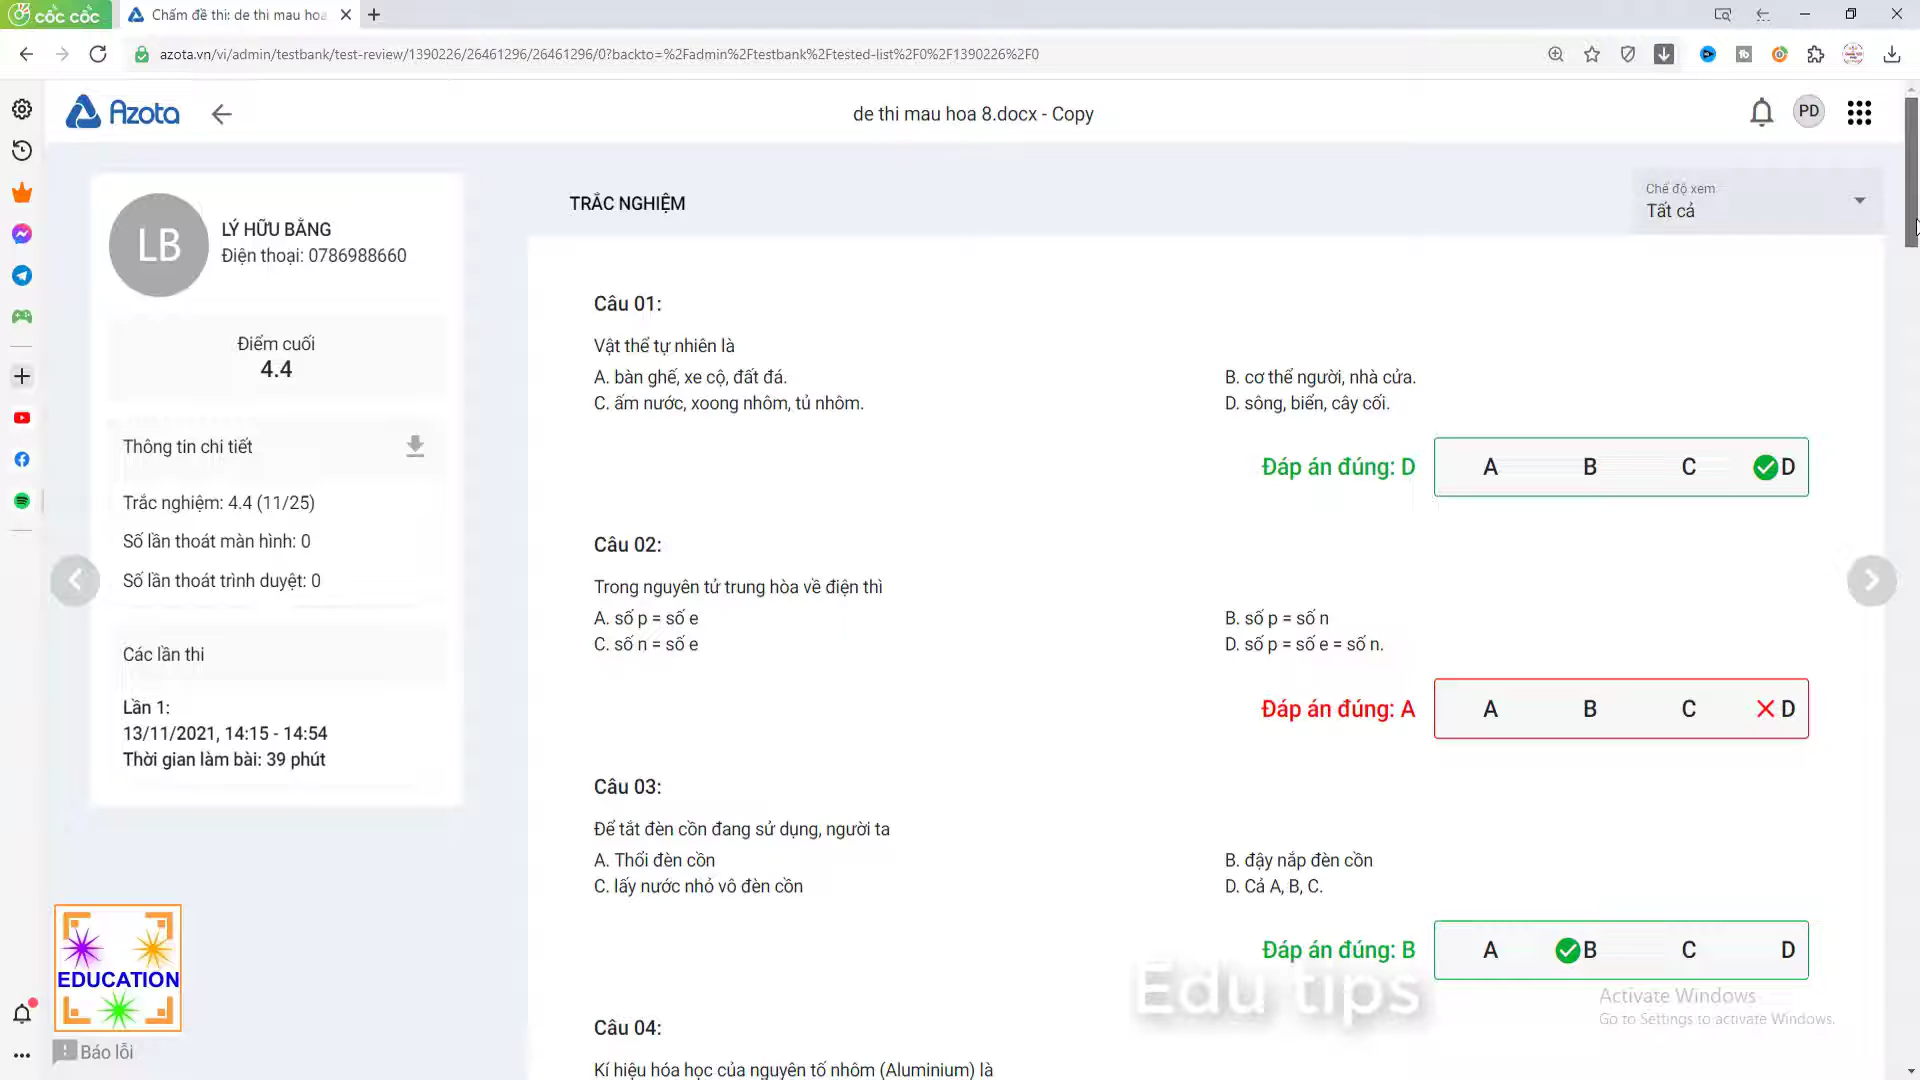 cốc cốc
Chấm đề thi: de thi mau hoa
azota.vn/vi/admin/testbank/test-review/1390226/26461296/26461296/0?backto=%2Fadmin%2Ftestbank%2Ftested-list%2F0%2F1390226%2F0
Azota
de thi mau hoa 8.docx - Copy
PD
LB
LÝ HỮU BẰNG
Điện thoại: 0786988660
Điểm cuối
4.4
Thông tin chi tiết
Trắc nghiệm: 4.4 (11/25)
Số lần thoát màn hình: 0
Số lần thoát trình duyệt: 0
Các lần thi
Lần 1:
13/11/2021, 14:15 - 14:54
Thời gian làm bài: 39 phút
EDUCATION
Báo lỗi
TRẮC NGHIỆM
Chế độ xem
Tất cả
Câu 01:
Vật thể tự nhiên là
A. bàn ghế, xe cộ, đất đá.
B. cơ thể người, nhà cửa.
C. ấm nước, xoong nhôm, tủ nhôm.
D. sông, biển, cây cối.
Đáp án đúng: D
A B C D
Câu 02:
Trong nguyên tử trung hòa về điện thì
A. số p = số e
B. số p = số n
C. số n = số e
D. số p = số e = số n.
Đáp án đúng: A
A B C D
Câu 03:
Để tắt đèn cồn đang sử dụng, người ta
A. Thổi đèn cồn
B. đậy nắp đèn cồn
C. lấy nước nhỏ vô đèn cồn
D. Cả A, B, C.
Đáp án đúng: B
A B C D
Edu tips
Activate Windows
Go to Settings to activate Windows.
Câu 04:
Kí hiệu hóa học của nguyên tố nhôm (Aluminium) là